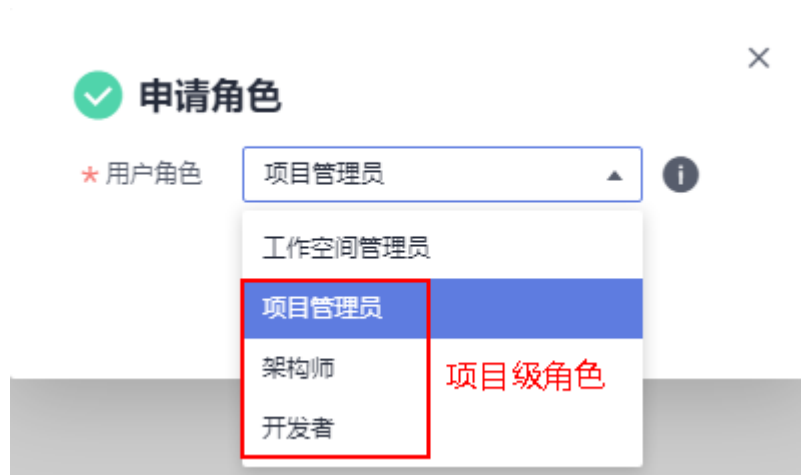 申请角色
* 用户角色 项目管理员
工作空间管理员
项目管理员
架构师
项目级角色
开发者